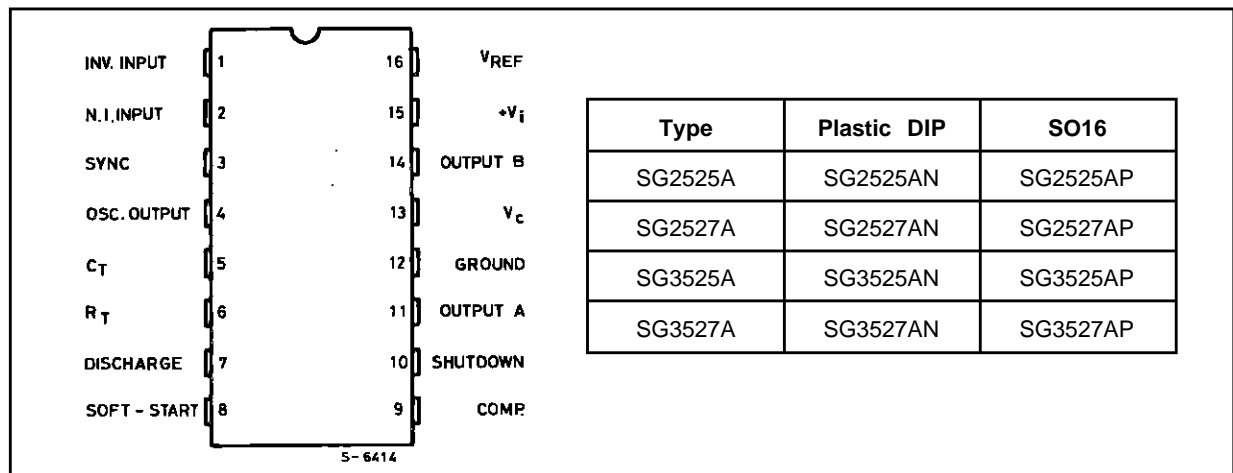 INV. INPUT 1 16 VREF
N.I. INPUT 2 15 +Vi
SYNC 3 14 OUTPUT B
OSC. OUTPUT 4 13 Vc
CT 5 12 GROUND
RT 6 11 OUTPUT A
DISCHARGE 7 10 SHUTDOWN
SOFT - START 8 9 COMP.
S- 6414
Type Plastic DIP SO16
SG2525A SG2525AN SG2525AP
SG2527A SG2527AN SG2527AP
SG3525A SG3525AN SG3525AP
SG3527A SG3527AN SG3527AP